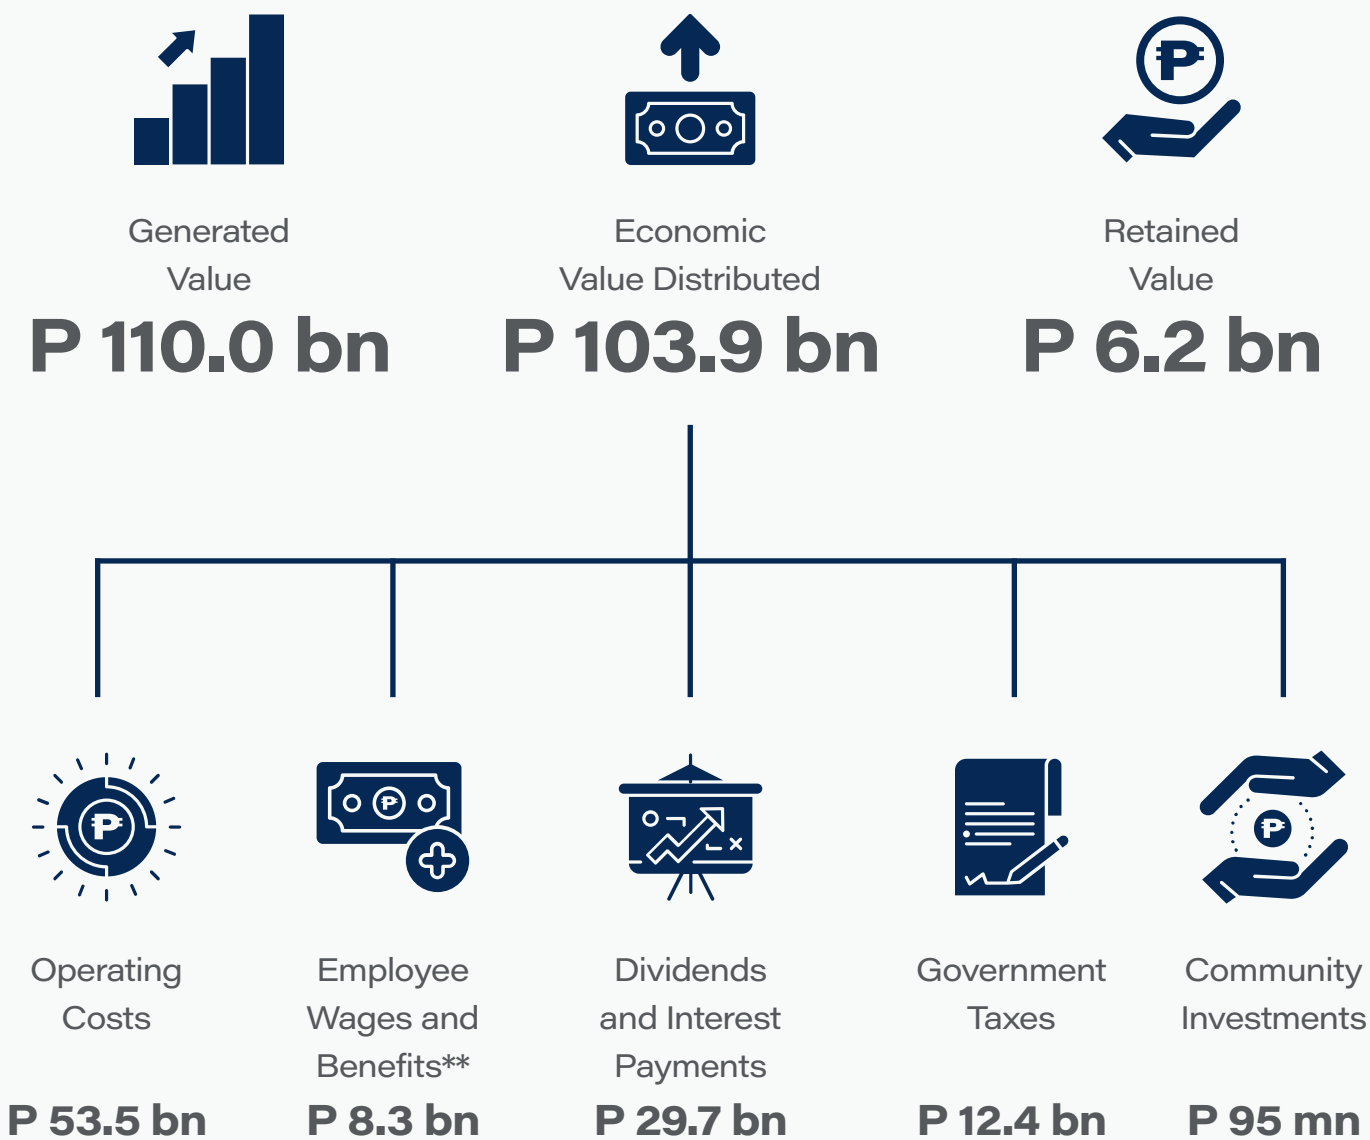 Generated
Value
P 110.0 bn
Economic
Value Distributed
P 103.9 bn
Retained
Value
P 6.2 bn
Operating
Costs
P 53.5 bn
Employee
Wages and
Benefits**
P 8.3 bn
Dividends
and Interest
Payments
P 29.7 bn
Government
Taxes
P 12.4 bn
Community
Investments
P 95 mn